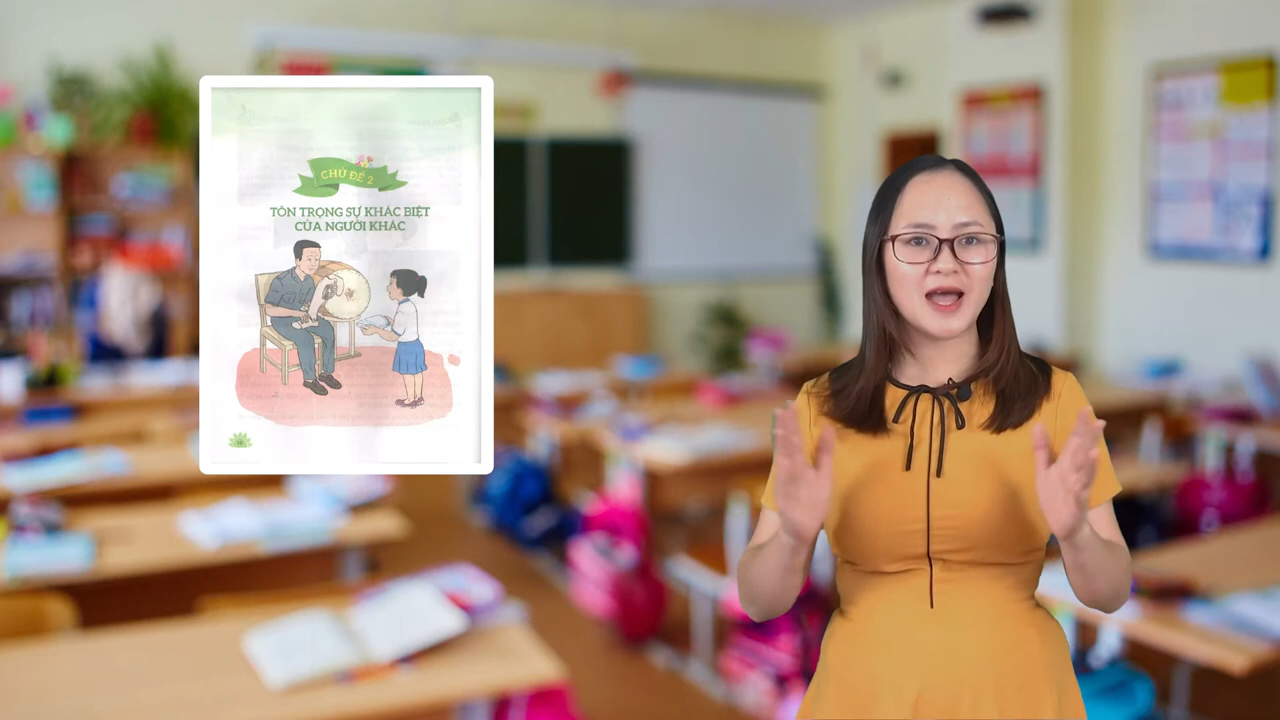 CHỦ ĐỀ 2
TÔN TRỌNG SỰ KHÁC BIỆT
CỦA NGƯỜI KHÁC